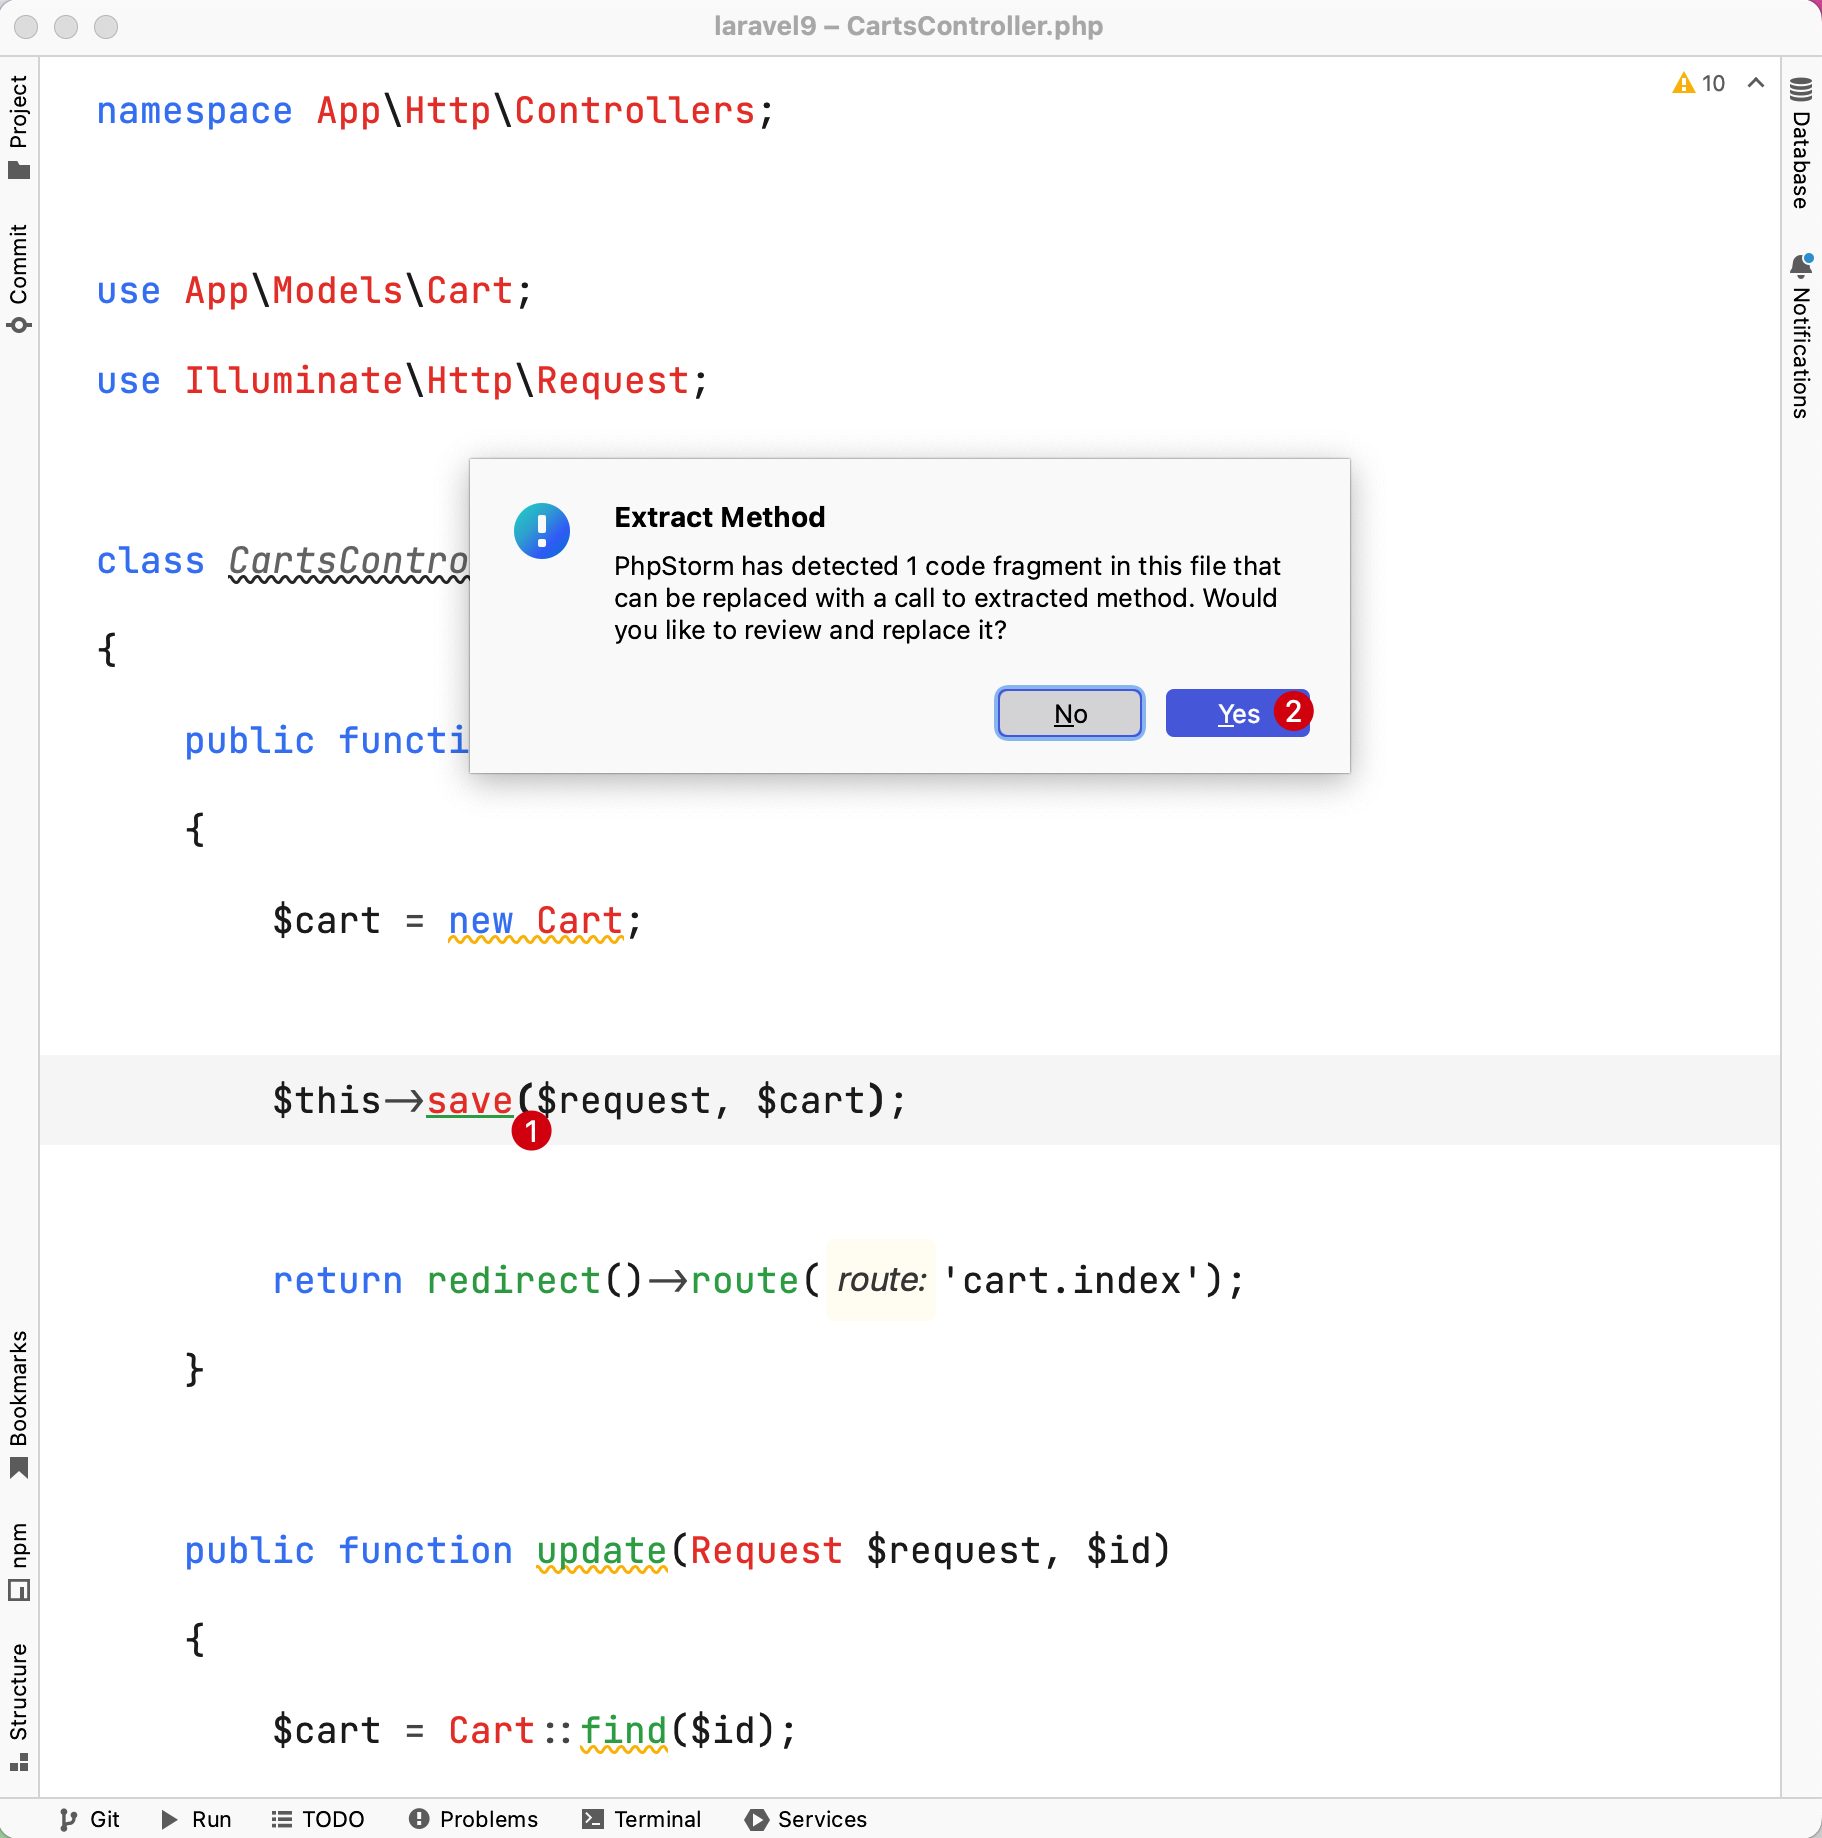 laravel9 – CartsController.php
Project
Commit
Bookmarks
npm
Structure
10
Database
Notifications
namespace App\Http\Controllers;
use App\Models\Cart;
use Illuminate\Http\Request;
class CartsContro
{
public functi
{
$cart = new Cart;
$this->save($request, $cart);
1
return redirect()->route( route: 'cart.index');
}
public function update(Request $request, $id)
{
$cart = Cart::find($id);
Extract Method
PhpStorm has detected 1 code fragment in this file that
can be replaced with a call to extracted method. Would
you like to review and replace it?
No
Yes
2
Git
Run
TODO
Problems
Terminal
Services